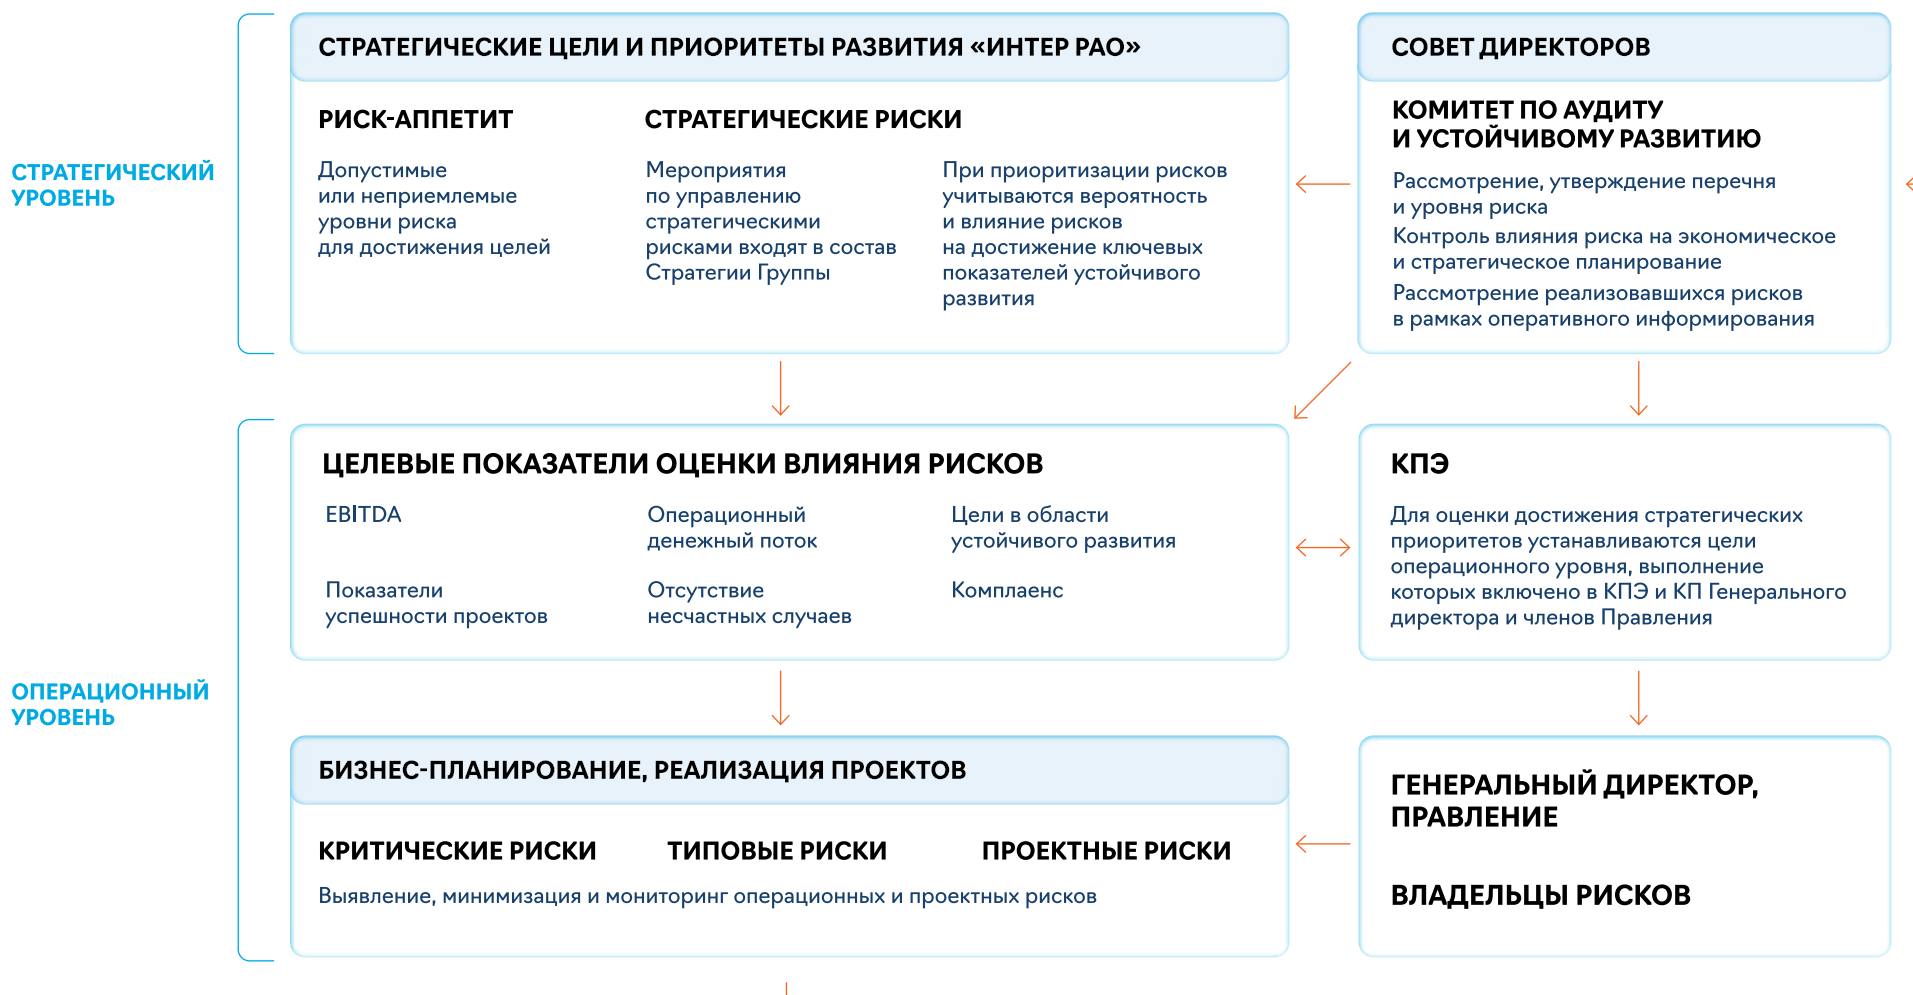 СТРАТЕГИЧЕСКИЙ
УРОВЕНЬ
СТРАТЕГИЧЕСКИЕ ЦЕЛИ И ПРИОРИТЕТЫ РАЗВИТИЯ «ИНТЕР РАО»
РИСК-АППЕТИТ
Допустимые
или неприемлемые
уровни риска
для достижения целей
СТРАТЕГИЧЕСКИЕ РИСКИ
Мероприятия
по управлению
стратегическими
рисками входят в состав
Стратегии Группы
При приоритизации рисков
учитываются вероятность
и влияние рисков
на достижение ключевых
показателей устойчивого
развития
СОВЕТ ДИРЕКТОРОВ
КОМИТЕТ ПО АУДИТУ
И УСТОЙЧИВОМУ РАЗВИТИЮ
Рассмотрение, утверждение перечня
и уровня риска
Контроль влияния риска на экономическое
и стратегическое планирование
Рассмотрение реализовавшихся рисков
в рамках оперативного информирования
ОПЕРАЦИОННЫЙ
УРОВЕНЬ
ЦЕЛЕВЫЕ ПОКАЗАТЕЛИ ОЦЕНКИ ВЛИЯНИЯ РИСКОВ
EBITDA
Операционный
денежный поток
Цели в области
устойчивого развития
Показатели
успешности проектов
Отсутствие
несчастных случаев
Комплаенс
КПЭ
Для оценки достижения стратегических
приоритетов устанавливаются цели
операционного уровня, выполнение
которых включено в КПЭ и КП Генерального
директора и членов Правления
БИЗНЕС-ПЛАНИРОВАНИЕ, РЕАЛИЗАЦИЯ ПРОЕКТОВ
КРИТИЧЕСКИЕ РИСКИ
ТИПОВЫЕ РИСКИ
ПРОЕКТНЫЕ РИСКИ
Выявление, минимизация и мониторинг операционных и проектных рисков
ГЕНЕРАЛЬНЫЙ ДИРЕКТОР,
ПРАВЛЕНИЕ
ВЛАДЕЛЬЦЫ РИСКОВ